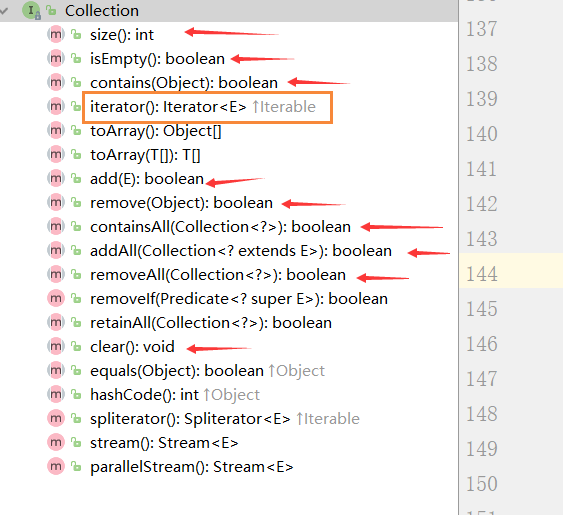 Collection
size(): int
isEmpty(): boolean
contains(Object): boolean
iterator(): Iterator<E> ↑Iterable
toArray(): Object[]
toArray(T[]): T[]
add(E): boolean
remove(Object): boolean
containsAll(Collection<?>): boolean
addAll(Collection<? extends E>): boolean
removeAll(Collection<?>): boolean
removeIf(Predicate<? super E>): boolean
retainAll(Collection<?>): boolean
clear(): void
equals(Object): boolean ↑Object
hashCode(): int ↑Object
spliterator(): Spliterator<E> ↑Iterable
stream(): Stream<E>
parallelStream(): Stream<E>
137
138
139
140
141
142
143
144
145
146
147
148
149
150